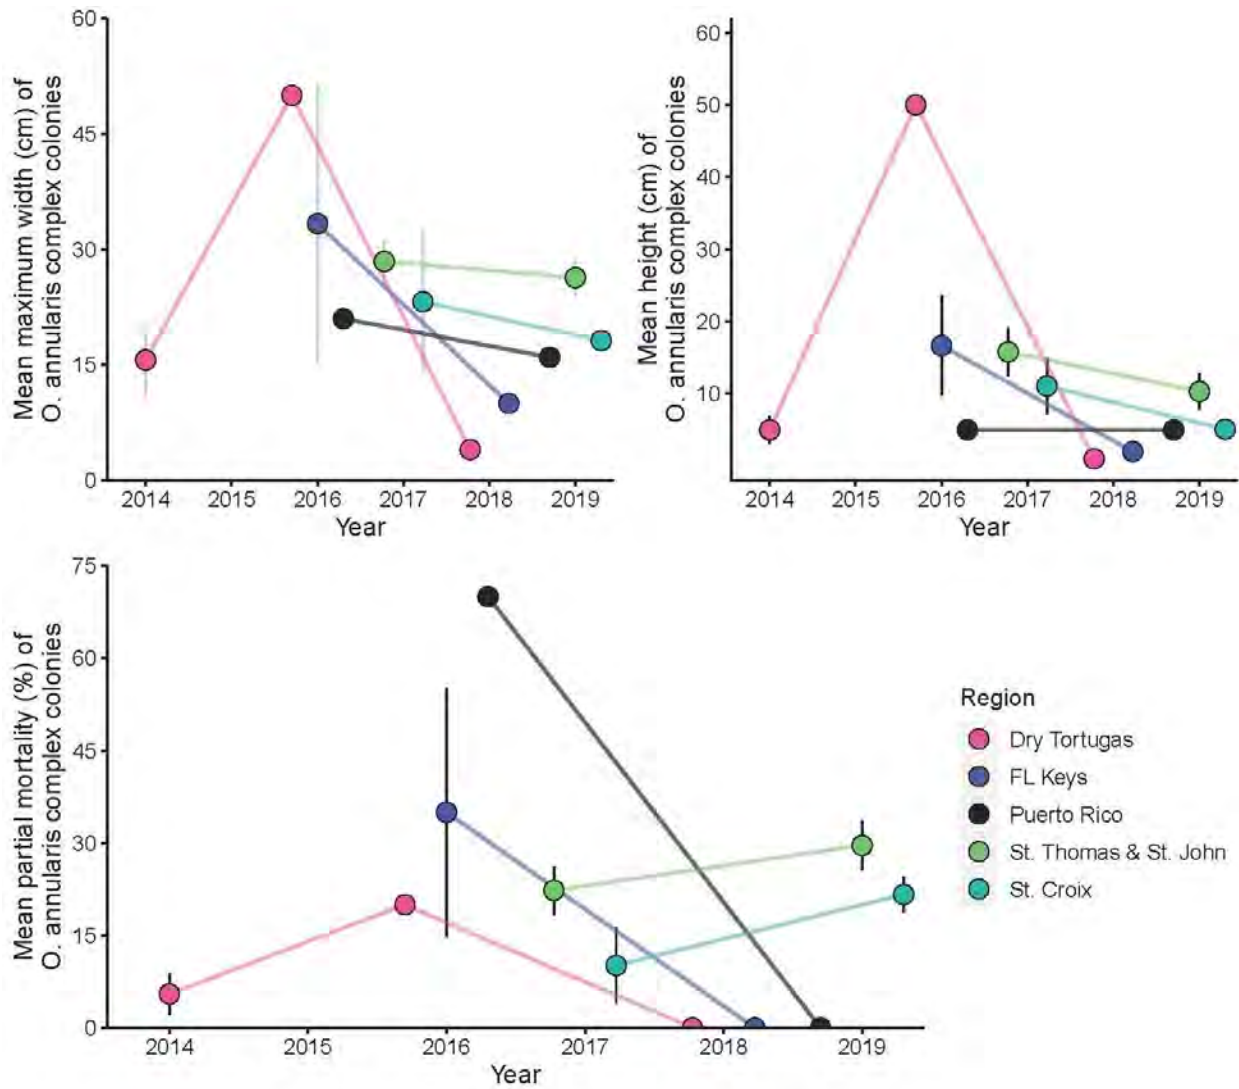 Mean maximum width (cm) of
O. annularis complex colonies
60
45
30
15
0
2014 2015 2016 2017 2018 2019
Year
Mean height (cm) of
O. annularis complex colonies
60
50
40
30
20
10
2014 2015 2016 2017 2018 2019
Year
Mean partial mortality (%) of
O. annularis complex colonies
75
60
45
30
15
0
2014 2015 2016 2017 2018 2019
Year
Region
Dry Tortugas
FL Keys
Puerto Rico
St. Thomas & St. John
St. Croix